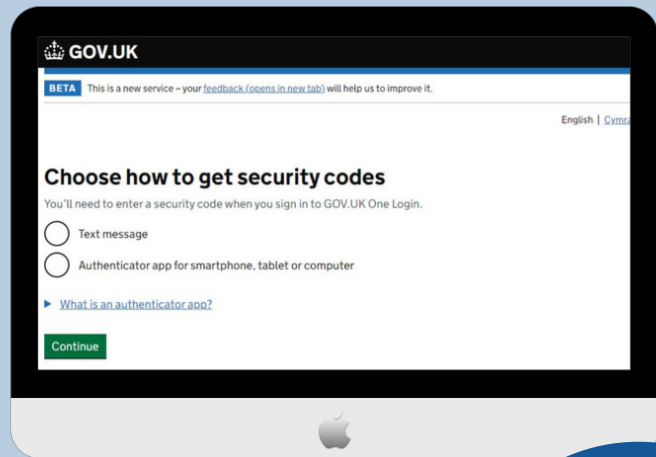 GOV.UK
BETA This is a new service – your feedback (opens in new tab) will help us to improve it.
English |
Choose how to get security codes
You'll need to enter a security code when you sign in to GOV.UK One Login.
Text message
Authenticator app for smartphone, tablet or computer
What is an authenticator app?
Continue